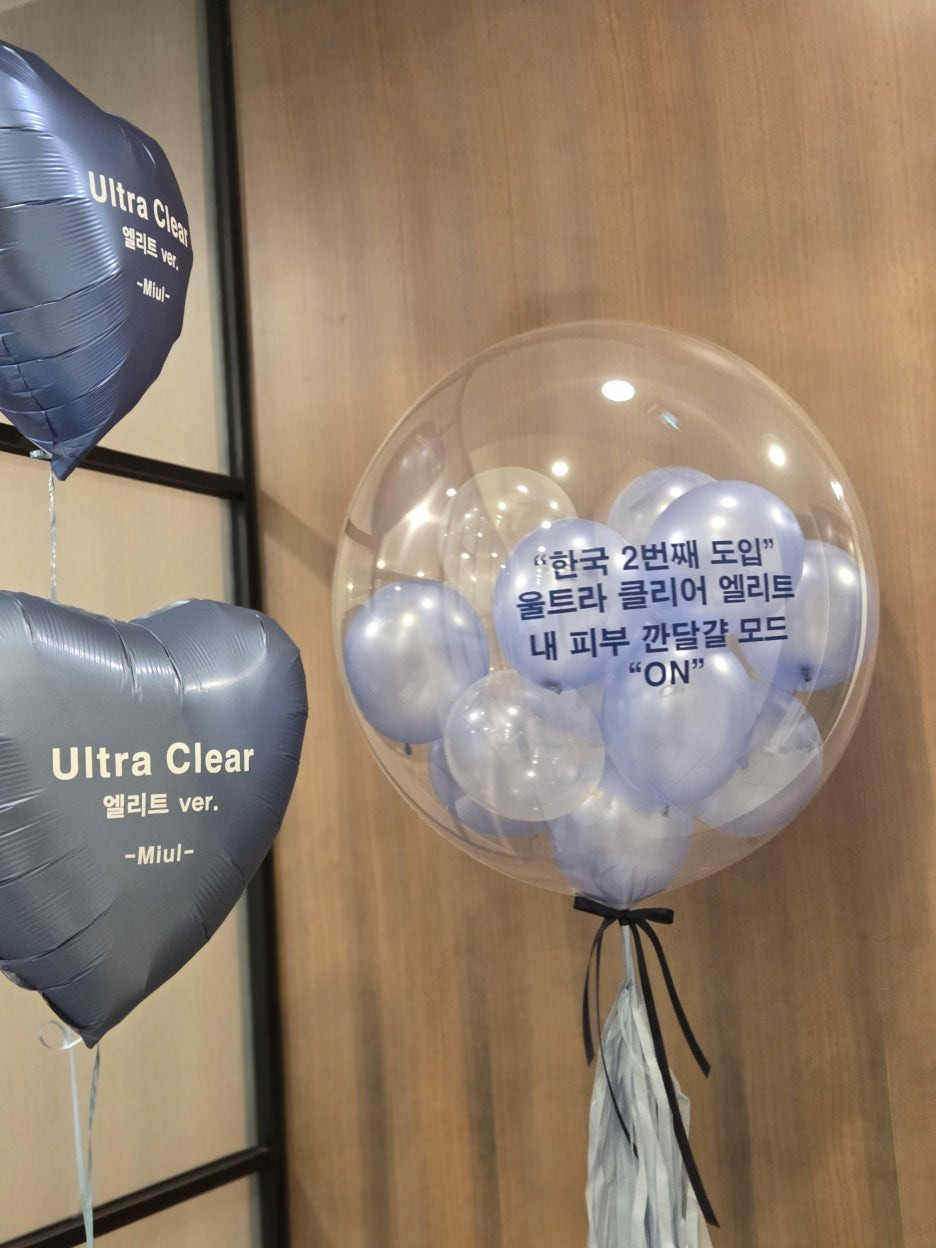 Ultra Clear
엘리트 ver.
-Miul-
Ultra Clear
엘리트 ver.
-Miul-
“한국 2번째 도입”
울트라 클리어 엘리트
내 피부 깐달걀 모드
“ON”